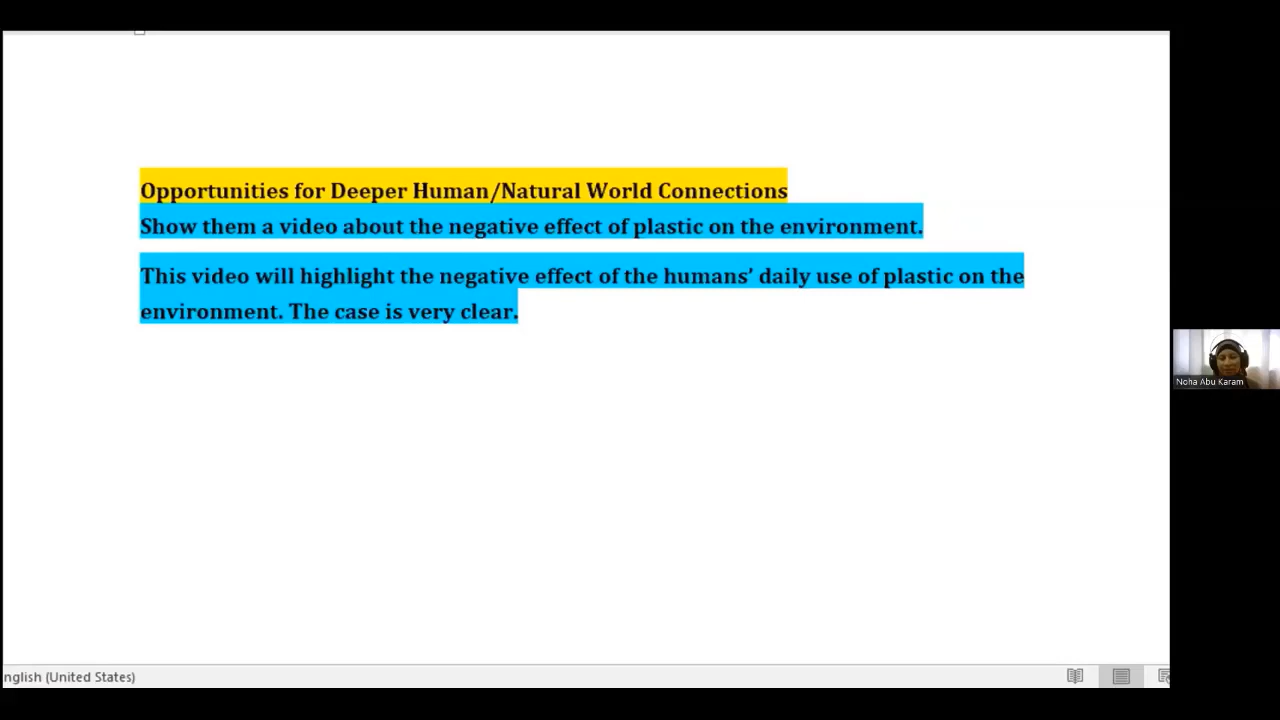 Opportunities for Deeper Human/Natural World Connections
Show them a video about the negative effect of plastic on the environment.
This video will highlight the negative effect of the humans’ daily use of plastic on the
environment. The case is very clear.
Noha Abu Karam
nglish (United States)